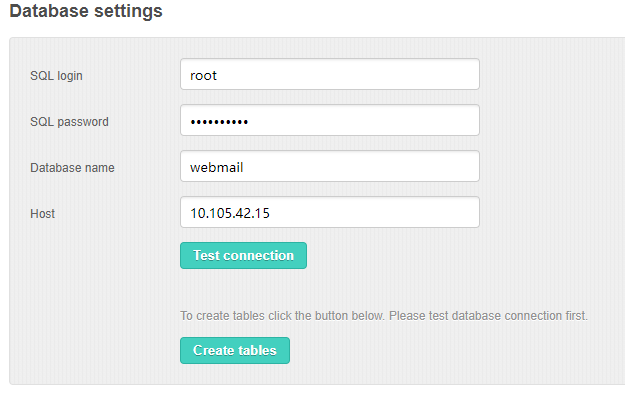 Database settings
SQL login
root
SQL password
••••••••••
Database name
webmail
Host
10.105.42.15
Test connection
To create tables click the button below. Please test database connection first.
Create tables